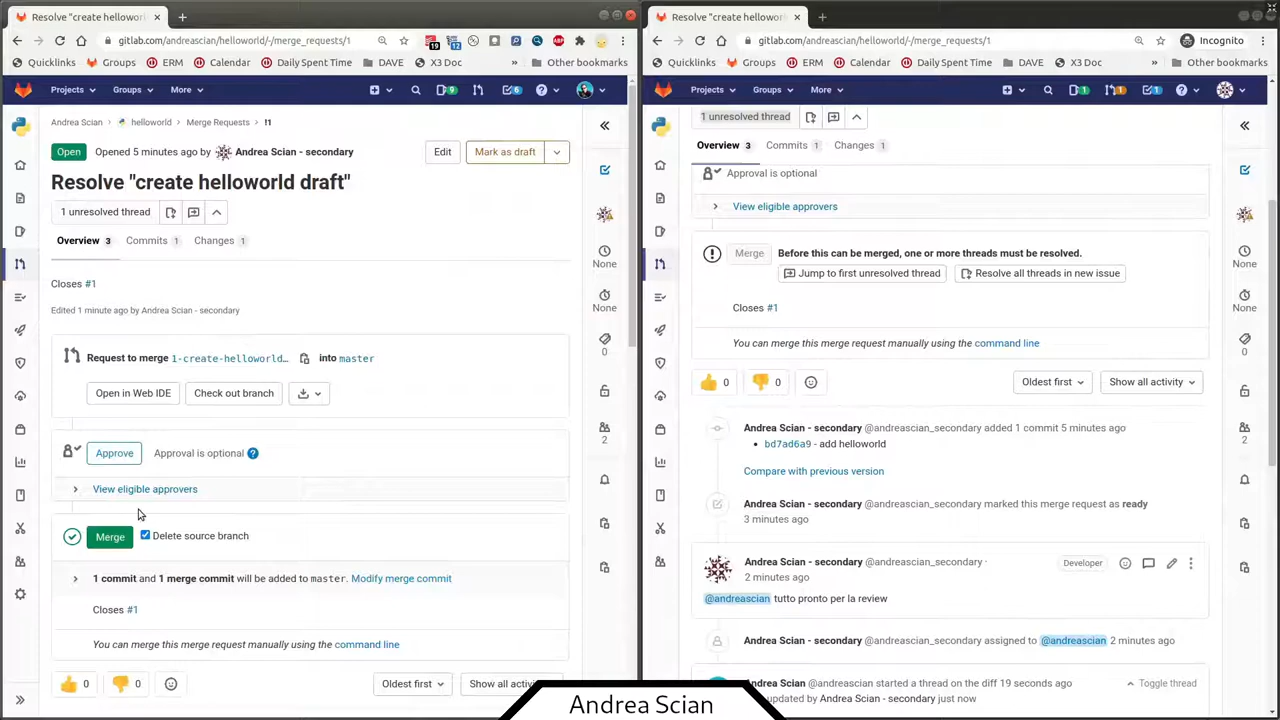 Resolve "create hellowor
gitlab.com/andreascian/helloworld/-/merge_requests/1
19
12
ABP
Quicklinks
Groups
ERM
Calendar
Daily Spent Time
DAVE
X3 Doc
»
Other bookmarks
Projects
Groups
More
9
6
Andrea Scian
helloworld
Merge Requests
!1
Open
Opened 5 minutes ago by
Andrea Scian - secondary
Edit
Mark as draft
Resolve "create helloworld draft"
1 unresolved thread
Overview 3
Commits 1
Changes 1
Closes #1
Edited 1 minute ago by Andrea Scian - secondary
Request to merge 1-create-helloworld… into master
Open in Web IDE
Check out branch
Approve
Approval is optional
View eligible approvers
Merge
Delete source branch
1 commit and 1 merge commit will be added to master. Modify merge commit
Closes #1
You can merge this merge request manually using the command line
0
0
Oldest first
Show all activ
None
None
0
2
Resolve "create hellowor
gitlab.com/andreascian/helloworld/-/merge_requests/1
Incognito
Quicklinks
Groups
ERM
Calendar
Daily Spent Time
DAVE
X3 Doc
»
Other bookmarks
Projects
Groups
More
1
1
1
1 unresolved thread
Overview 3
Commits 1
Changes 1
Approval is optional
View eligible approvers
Merge
Before this can be merged, one or more threads must be resolved.
Jump to first unresolved thread
Resolve all threads in new issue
Closes #1
You can merge this merge request manually using the command line
0
0
Oldest first
Show all activity
Andrea Scian - secondary @andreascian_secondary added 1 commit 5 minutes ago
• bd7ad6a9 - add helloworld
Compare with previous version
Andrea Scian - secondary @andreascian_secondary marked this merge request as ready
3 minutes ago
Andrea Scian - secondary @andreascian_secondary ·
2 minutes ago
Developer
@andreascian tutto pronto per la review
Andrea Scian - secondary @andreascian_secondary assigned to @andreascian 2 minutes ago
Andrea Scian @andreascian started a thread on the diff 19 seconds ago
Toggle thread
updated by Andrea Scian - secondary just now
None
None
0
2
Andrea Scian